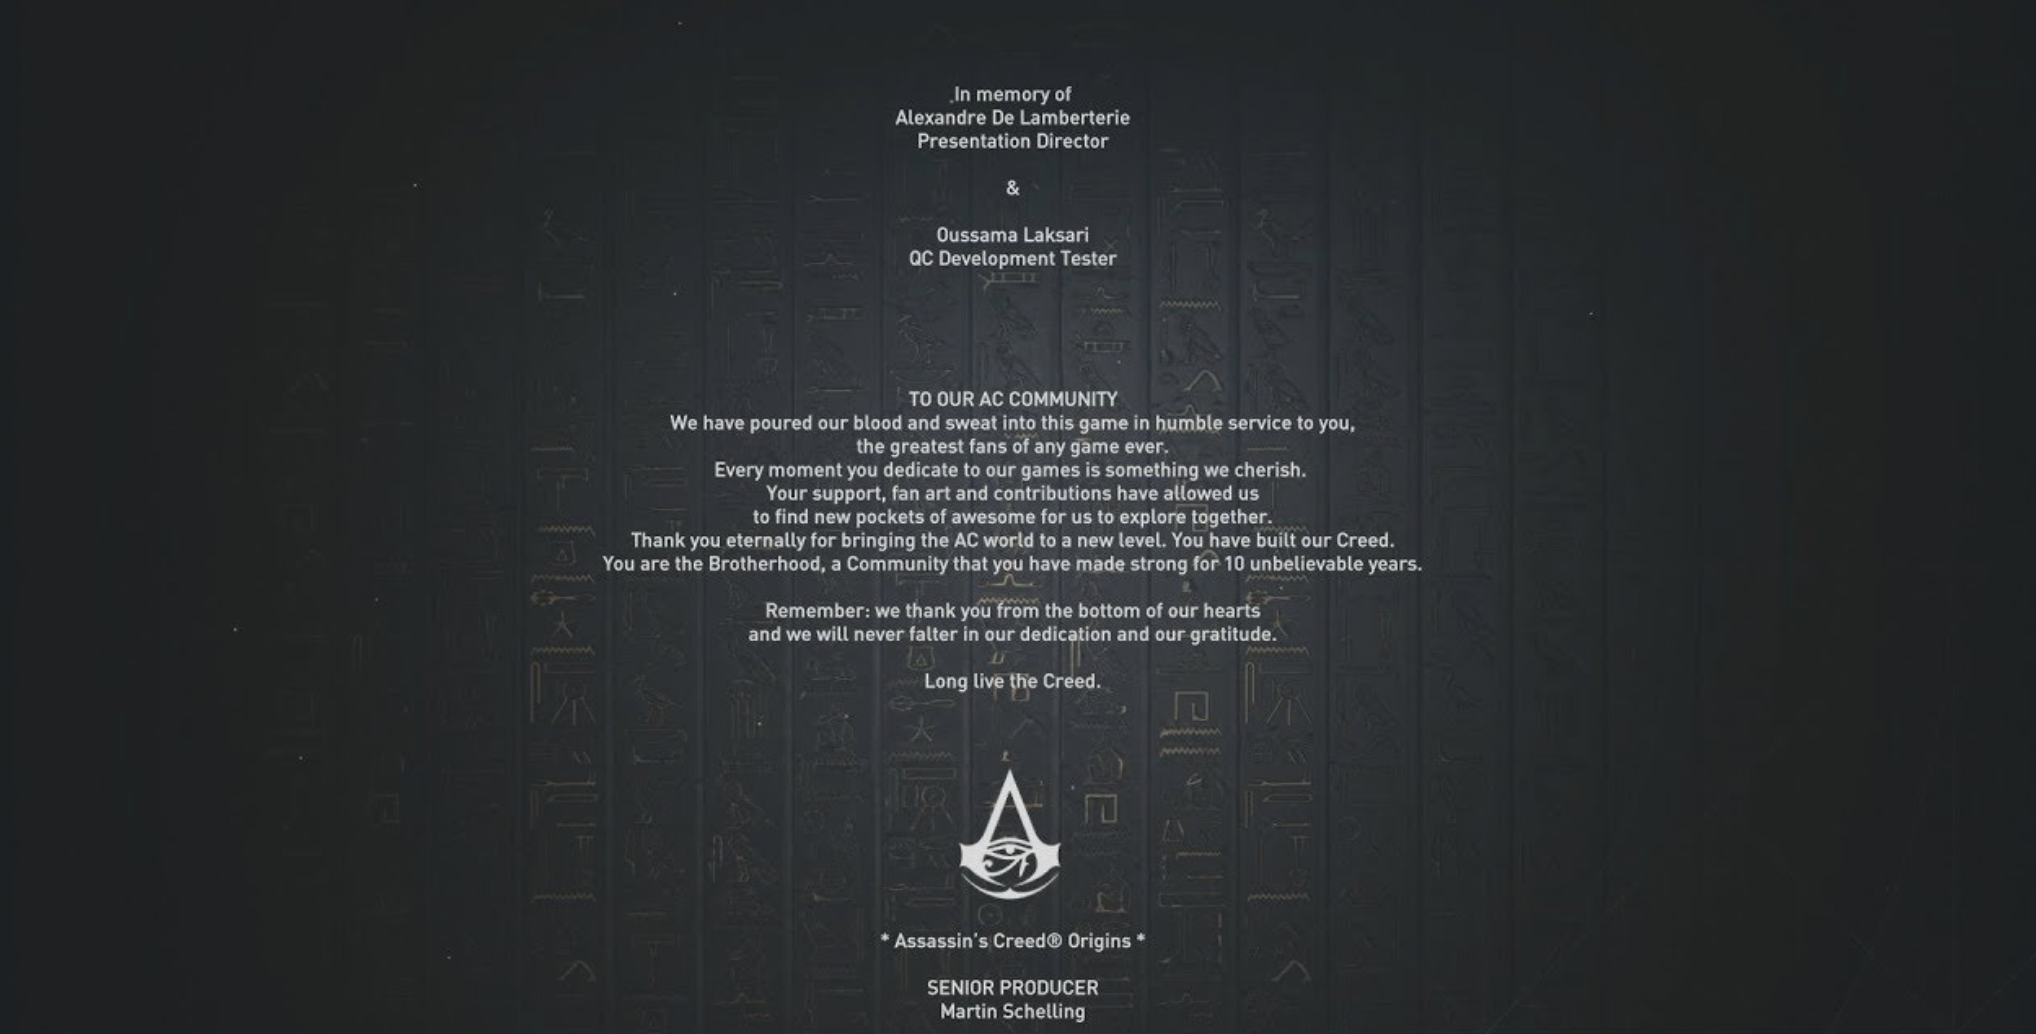 In memory of
Alexandre De Lamberterie
Presentation Director
&
Oussama Laksari
QC Development Tester
TO OUR AC COMMUNITY
We have poured our blood and sweat into this game in humble service to you,
the greatest fans of any game ever.
Every moment you dedicate to our games is something we cherish.
Your support, fan art and contributions have allowed us
to find new pockets of awesome for us to explore together.
Thank you eternally for bringing the AC world to a new level. You have built our Creed.
You are the Brotherhood, a Community that you have made strong for 10 unbelievable years.
Remember: we thank you from the bottom of our hearts
and we will never falter in our dedication and our gratitude.
Long live the Creed.
* Assassin's Creed® Origins *
SENIOR PRODUCER
Martin Schelling